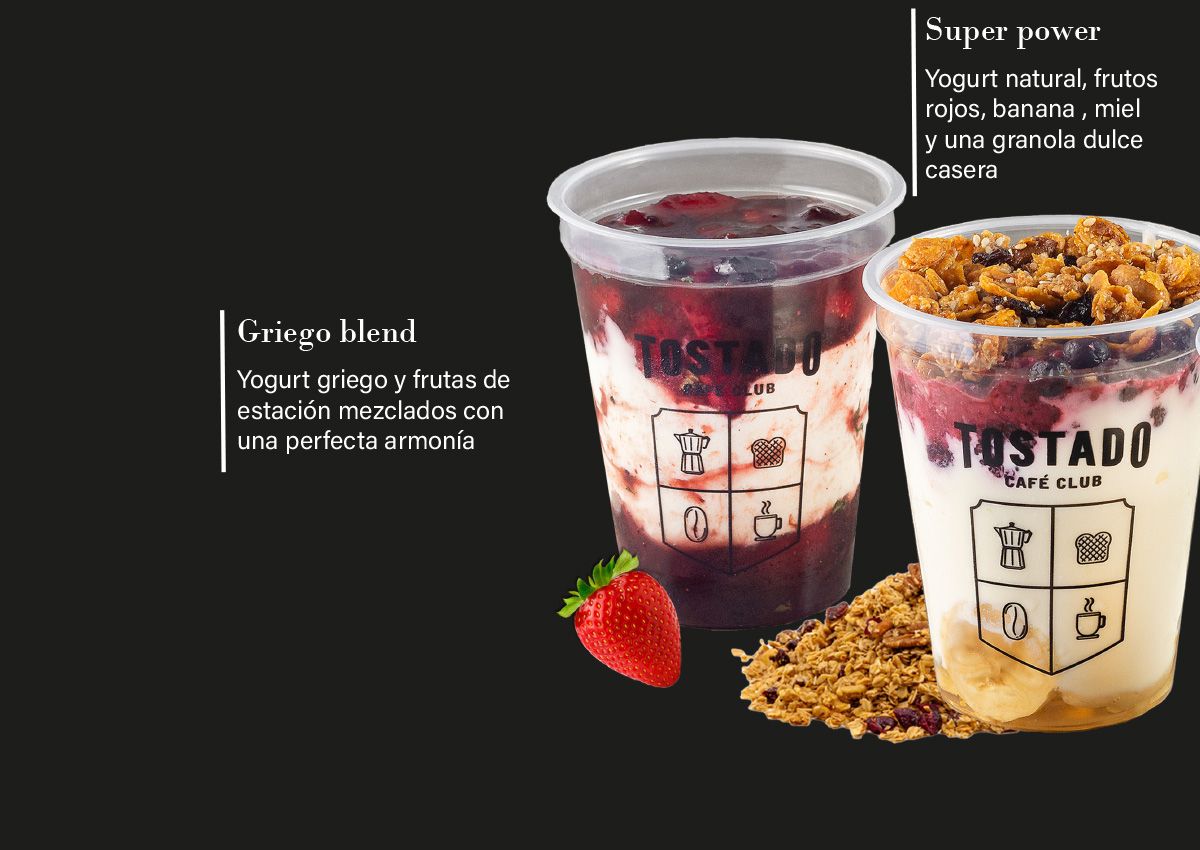 Super power
Yogurt natural, frutos
rojos, banana , miel
y una granola dulce
casera
Griego blend
Yogurt griego y frutas de
estación mezclados con
una perfecta armonía
TOSTADO
CAFÉ CLUB
TOSTADO
CAFÉ CLUB